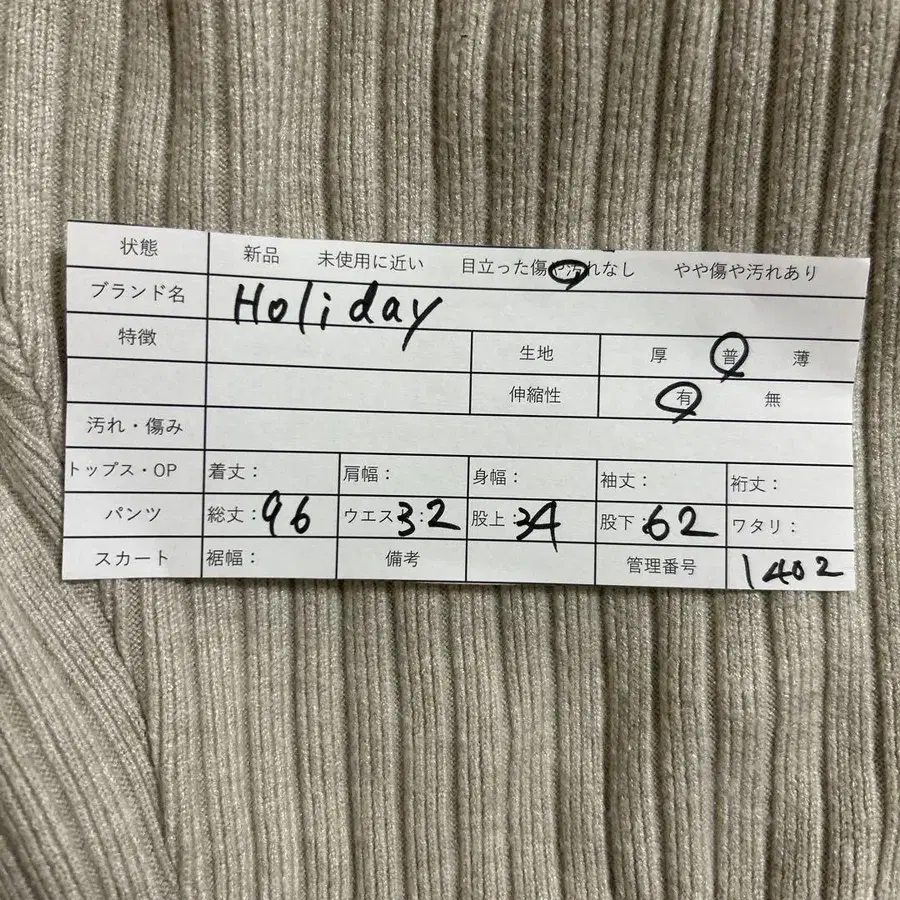 状態 新品 未使用に近い 目立った傷や汚れなし やや傷や汚れあり
ブランド名 Holiday
特徴 生地 厚 普 薄
伸縮性 有 無
汚れ・傷み
トップス・OP 着丈: 肩幅: 身幅: 袖丈: 裄丈:
パンツ 総丈:96 ウエスト:32 股上:34 股下:62 ワタリ:
スカート 裾幅: 備考 管理番号 1402